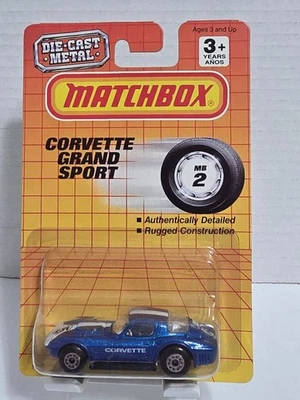 Ages 3 and Up
DIE-CAST
METAL
3+
YEARS
AÑOS
MATCHBOX
CORVETTE
GRAND
SPORT
MB
2
■ Authentically Detailed
■ Rugged Construction
CORVETTE